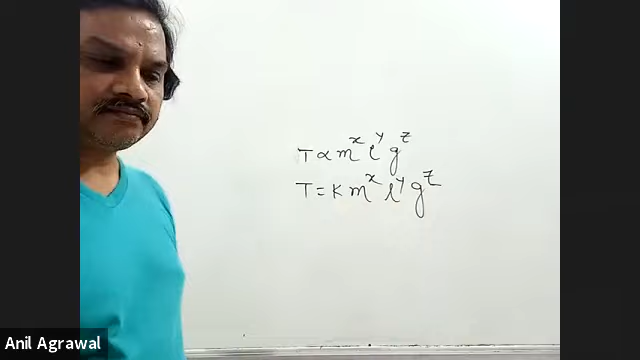 T ∝ m^x l^y g^z
T = K m^x l^y g^z
Anil Agrawal